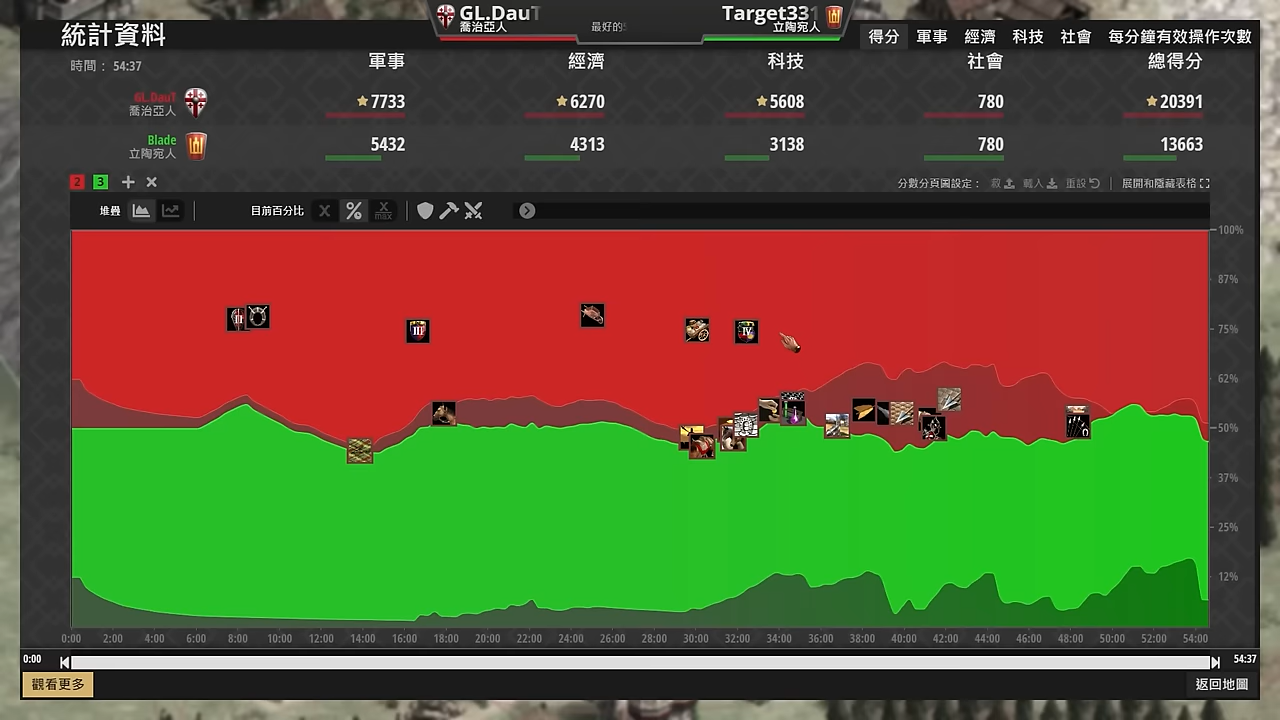 GL.DauT
喬治亞人
最好的
Target331
立陶宛人
統計資料
得分 軍事 經濟 科技 社會 每分鐘有效操作次數
時間： 54:37
軍事 經濟 科技 社會 總得分
GL.DauT
喬治亞人
7733 6270 5608 780 20391
Blade
立陶宛人
5432 4313 3138 780 13663
2 3
分數分頁圖設定： 載入 重設 展開和隱藏表格
堆疊 目前百分比 X % X max
100%
87%
75%
62%
50%
37%
25%
12%
II III IV
0:00 2:00 4:00 6:00 8:00 10:00 12:00 14:00 16:00 18:00 20:00 22:00 24:00 26:00 28:00 30:00 32:00 34:00 36:00 38:00 40:00 42:00 44:00 46:00 48:00 50:00 52:00 54:00
0:00 54:37
觀看更多 返回地圖